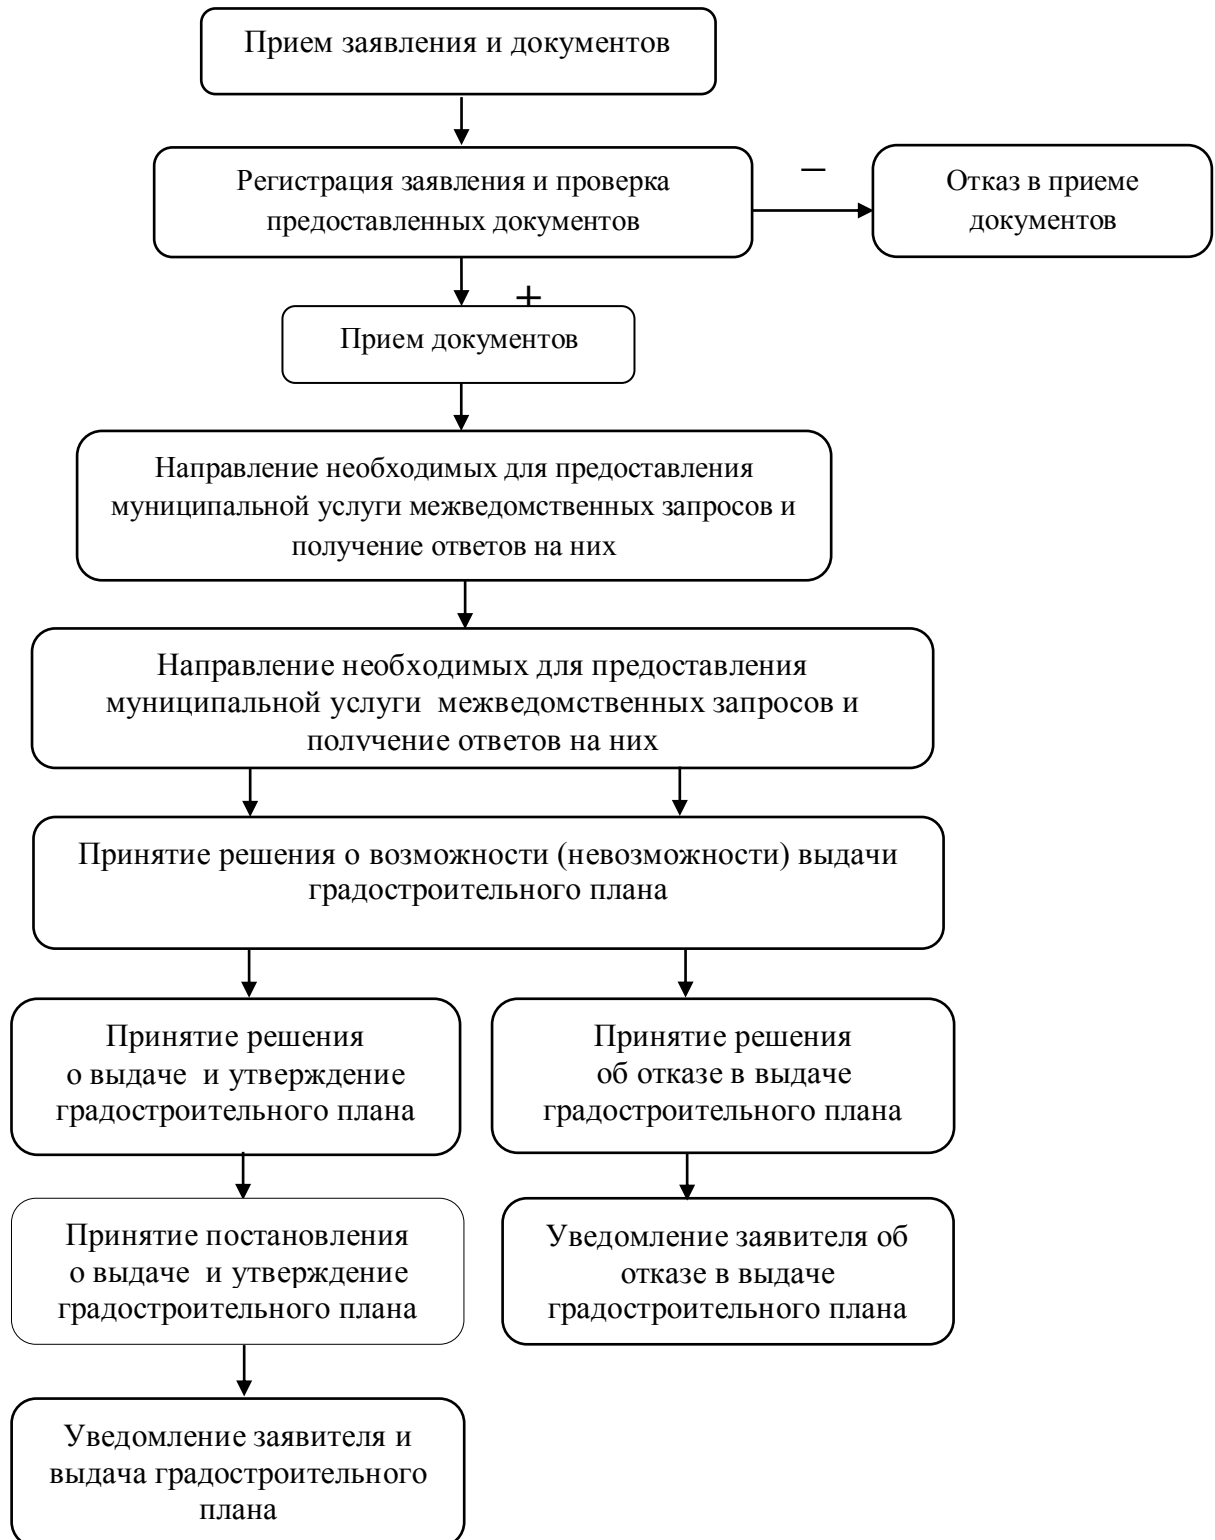 Прием заявления и документов
Регистрация заявления и проверка
предоставленных документов
–
Отказ в приеме
документов
+
Прием документов
Направление необходимых для предоставления
муниципальной услуги межведомственных запросов и
получение ответов на них
Направление необходимых для предоставления
муниципальной услуги  межведомственных запросов и
получение ответов на них
Принятие решения о возможности (невозможности) выдачи
градостроительного плана
Принятие решения
о выдаче  и утверждение
градостроительного плана
Принятие решения
об отказе в выдаче
градостроительного плана
Принятие постановления
о выдаче  и утверждение
градостроительного плана
Уведомление заявителя об
отказе в выдаче
градостроительного плана
Уведомление заявителя и
выдача градостроительного
плана